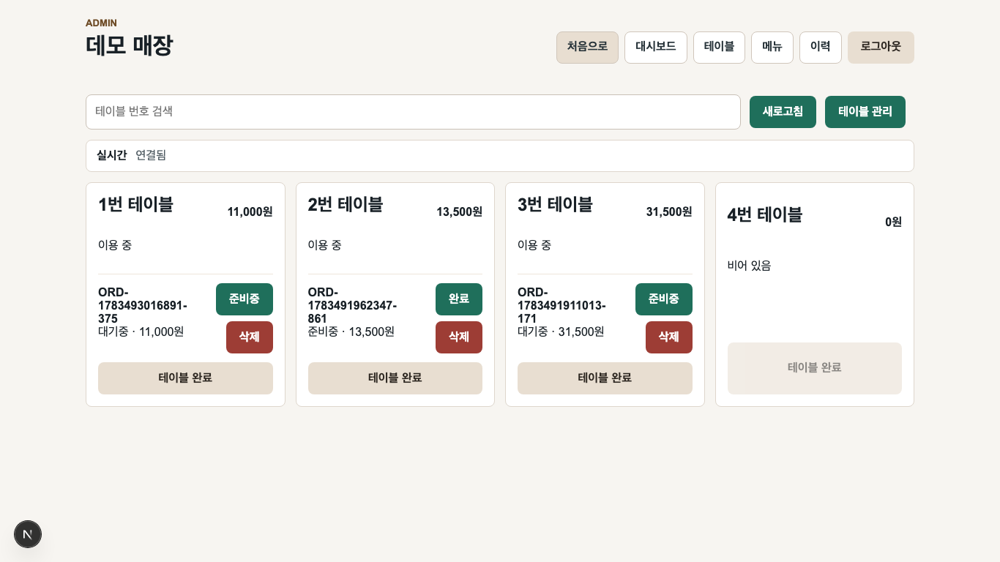 ADMIN
데모 매장
처음으로 대시보드 테이블 메뉴 이력 로그아웃
테이블 번호 검색 새로고침 테이블 관리
실시간 연결됨
1번 테이블 11,000원
이용 중
ORD-
1783493016891-
375
대기중 · 11,000원
준비중
삭제
테이블 완료
2번 테이블 13,500원
이용 중
ORD-
1783491962347-
861
준비중 · 13,500원
완료
삭제
테이블 완료
3번 테이블 31,500원
이용 중
ORD-
1783491911013-
171
대기중 · 31,500원
준비중
삭제
테이블 완료
4번 테이블 0원
비어 있음
테이블 완료
N